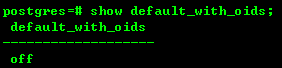 postgres=# show default_with_oids;
 default_with_oids
-------------------
 off